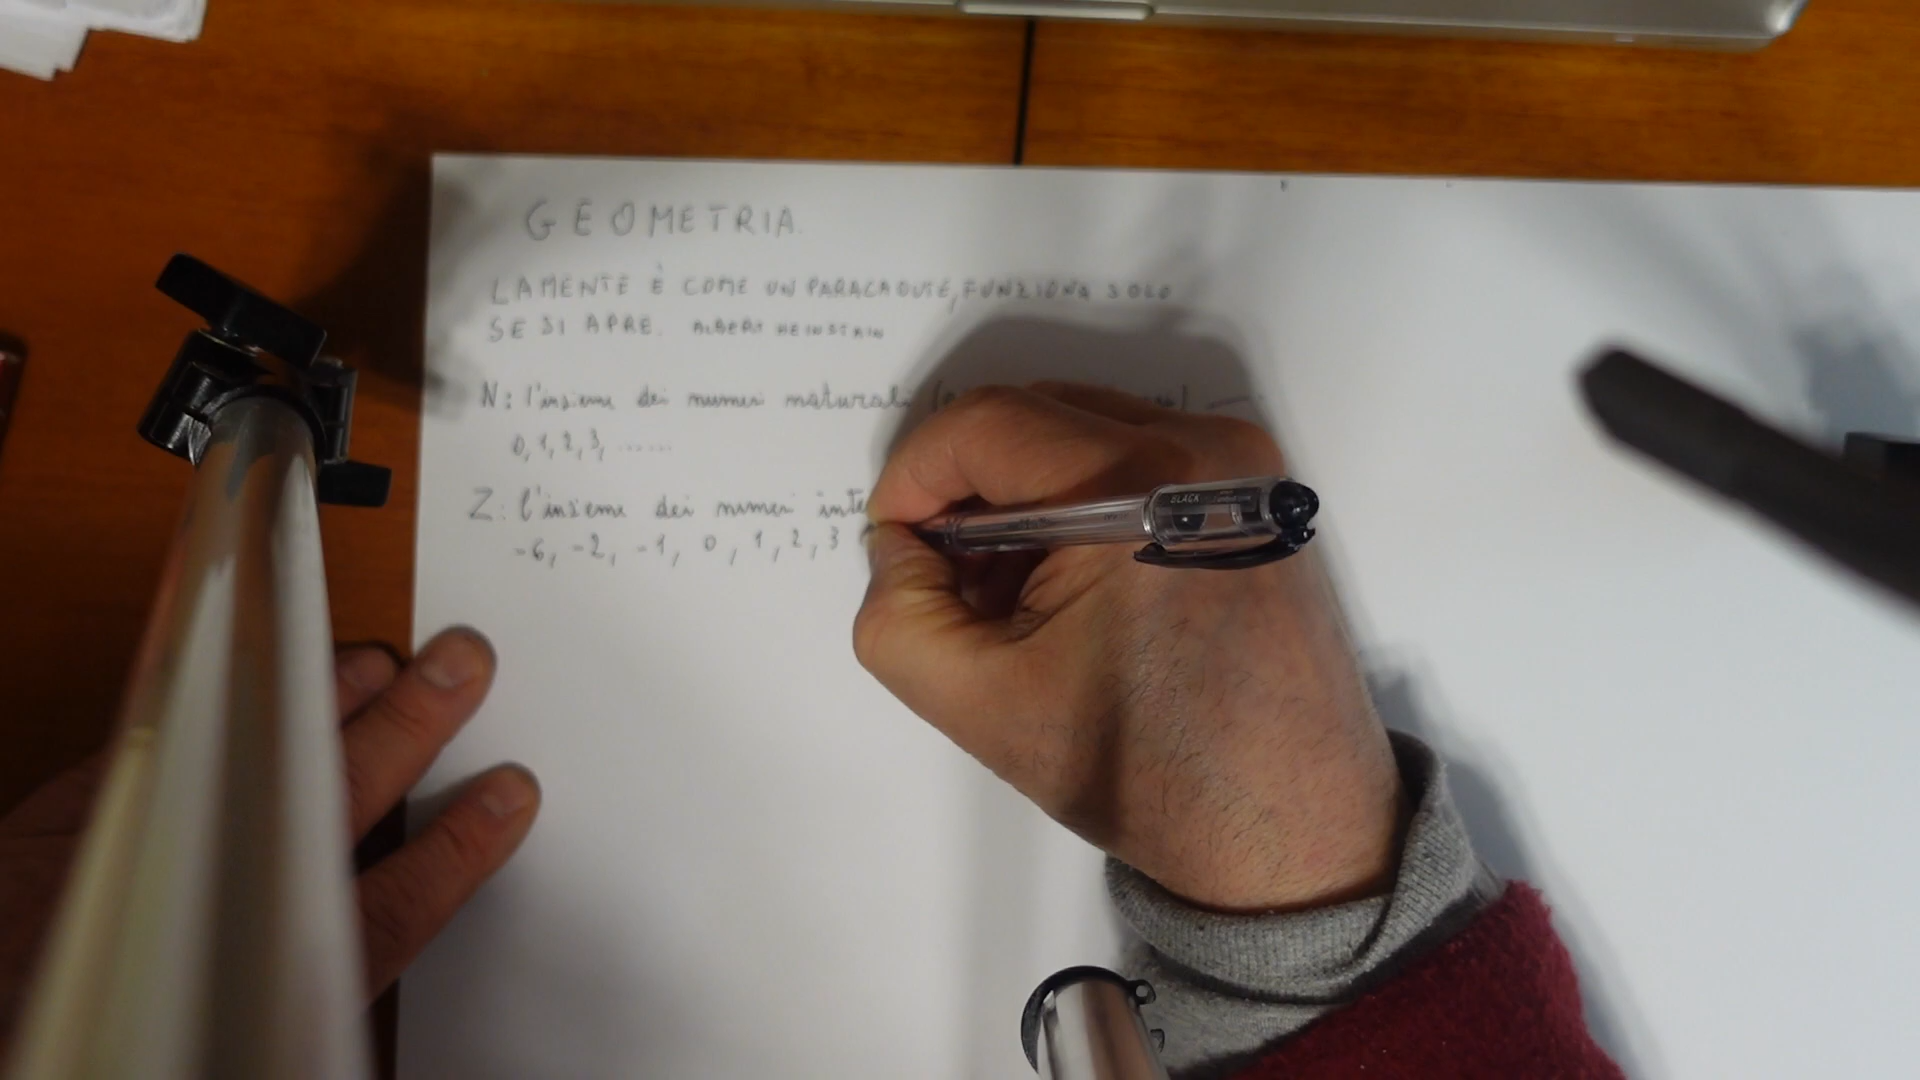 GEOMETRIA.
LA MENTE È COME UN PARACADUTE, FUNZIONA SOLO
SE SI APRE. ALBERT HEINSTAIN
N: l'insieme dei numeri naturali
0, 1, 2, 3, ......
Z: l'insieme dei numeri inte
-6, -2, -1, 0, 1, 2, 3
BLACK